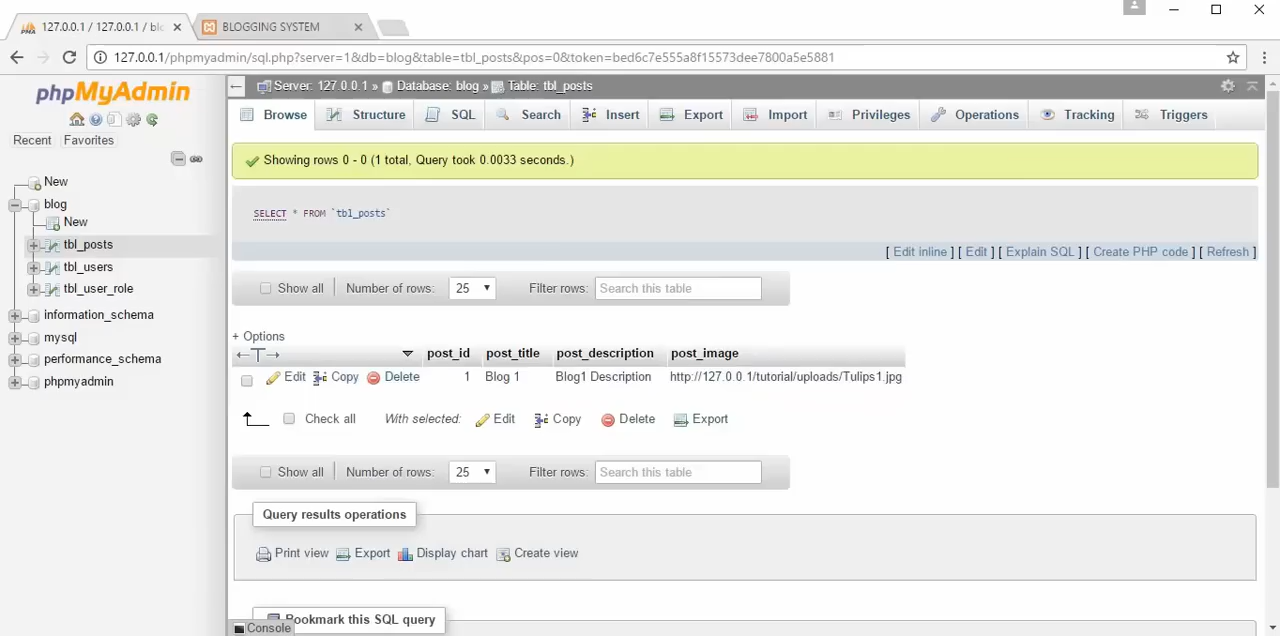 127.0.0.1 / 127.0.0.1 / blo
BLOGGING SYSTEM
127.0.0.1/phpmyadmin/sql.php?server=1&db=blog&table=tbl_posts&pos=0&token=bed6c7e555a8f15573dee7800a5e5881
phpMyAdmin
Recent Favorites
New
blog
New
tbl_posts
tbl_users
tbl_user_role
information_schema
mysql
performance_schema
phpmyadmin
Server: 127.0.0.1 » Database: blog » Table: tbl_posts
Browse Structure SQL Search Insert Export Import Privileges Operations Tracking Triggers
Showing rows 0 - 0 (1 total, Query took 0.0033 seconds.)
SELECT * FROM `tbl_posts`
[ Edit inline ] [ Edit ] [ Explain SQL ] [ Create PHP code ] [ Refresh ]
Show all Number of rows: 25 Filter rows: Search this table
+ Options
post_id post_title post_description post_image
Edit Copy Delete 1 Blog 1 Blog1 Description http://127.0.0.1/tutorial/uploads/Tulips1.jpg
Check all With selected: Edit Copy Delete Export
Show all Number of rows: 25 Filter rows: Search this table
Query results operations
Print view Export Display chart Create view
Bookmark this SQL query
Console